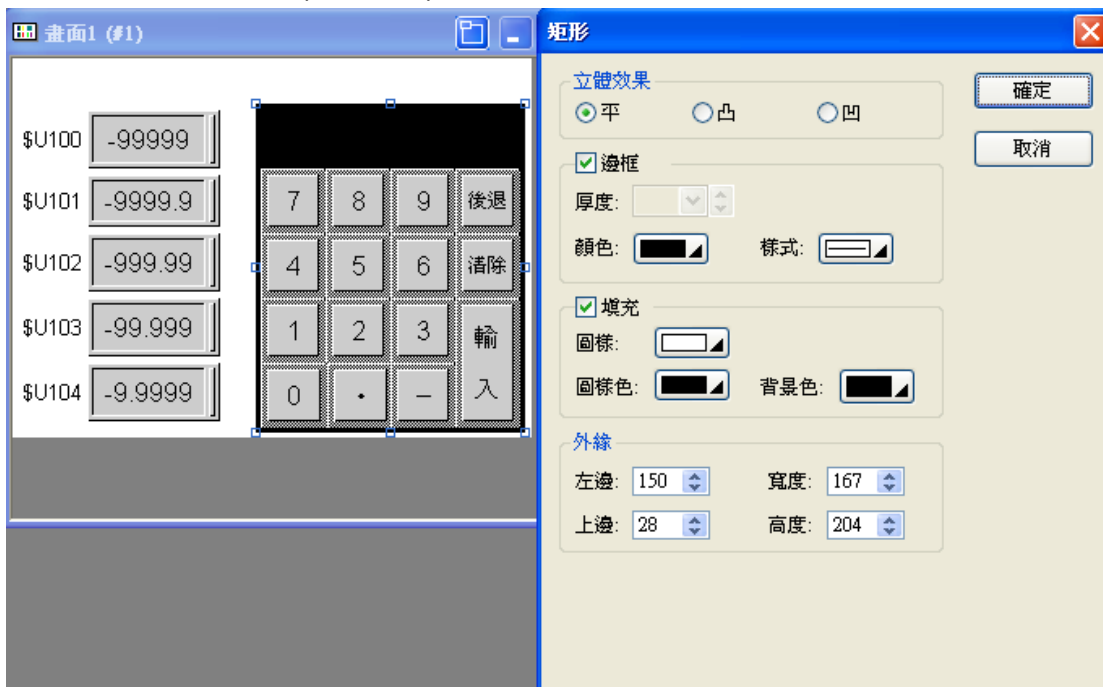 畫面1 (#1)
$U100 -99999
$U101 -9999.9
$U102 -999.99
$U103 -99.999
$U104 -9.9999
7 8 9 後退
4 5 6 清除
1 2 3 輸入
0 · −
矩形
立體效果
平 凸 凹
確定
取消
邊框
厚度:
顏色: 樣式:
填充
圖樣:
圖樣色: 背景色:
外緣
左邊: 150 寬度: 167
上邊: 28 高度: 204